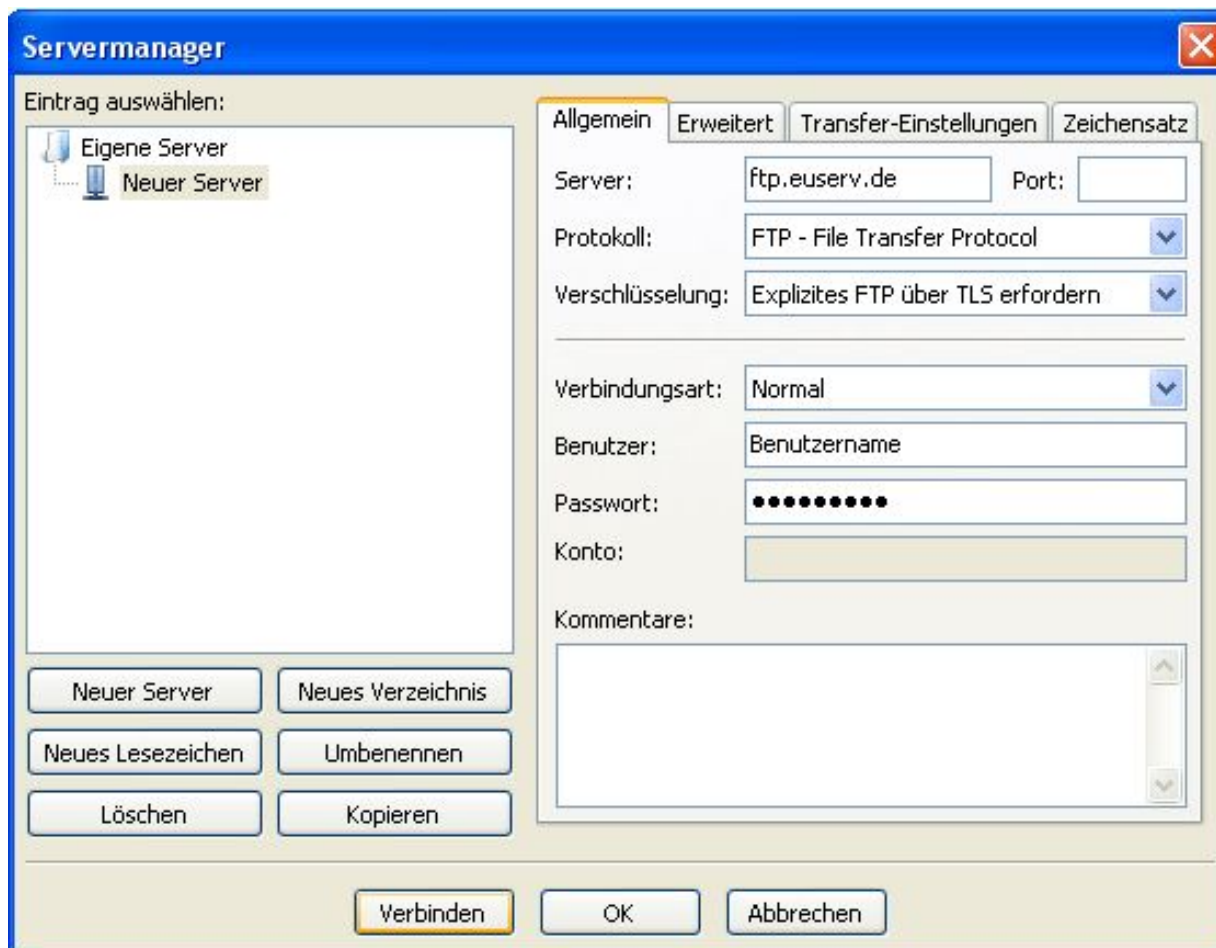 Servermanager
Eintrag auswählen:
Eigene Server
Neuer Server
Neuer Server Neues Verzeichnis
Neues Lesezeichen Umbenennen
Löschen Kopieren
Allgemein Erweitert Transfer-Einstellungen Zeichensatz
Server: ftp.euserv.de Port:
Protokoll: FTP - File Transfer Protocol
Verschlüsselung: Explizites FTP über TLS erfordern
Verbindungsart: Normal
Benutzer: Benutzername
Passwort: ●●●●●●●●●
Konto:
Kommentare:
Verbinden OK Abbrechen